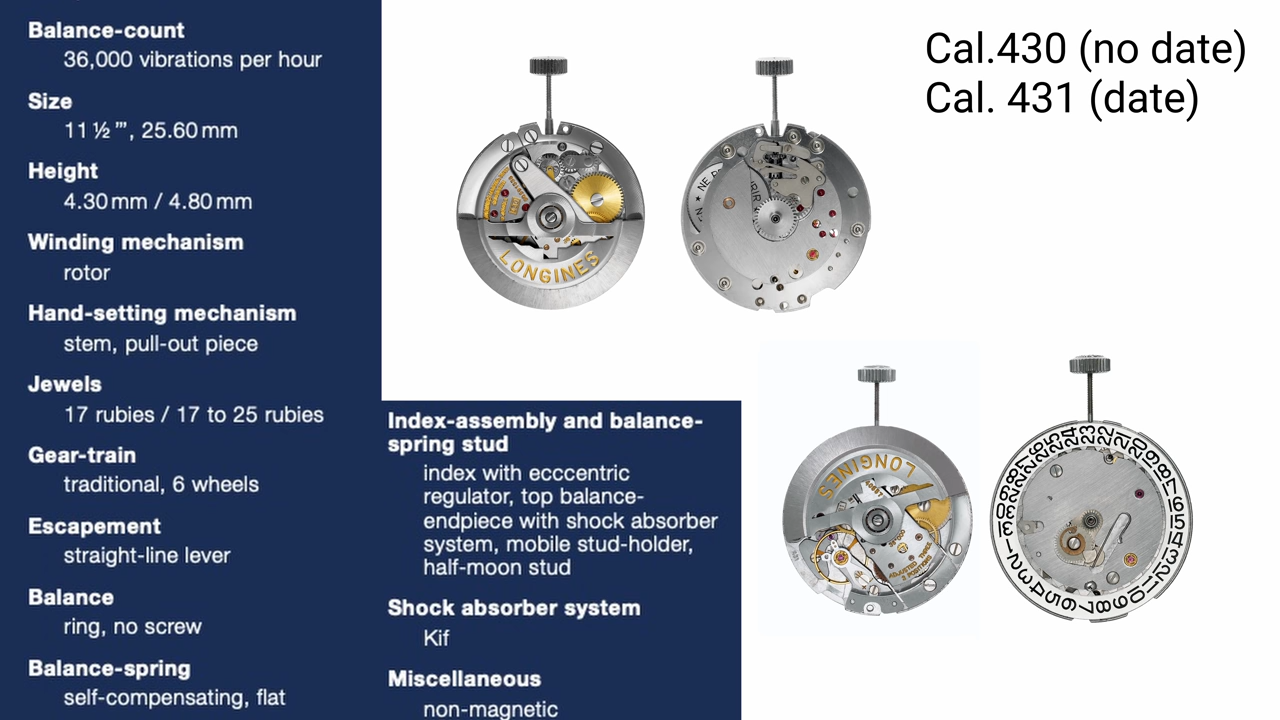 Balance-count
36,000 vibrations per hour
Size
11 ½ ''', 25.60 mm
Height
4.30 mm / 4.80 mm
Winding mechanism
rotor
Hand-setting mechanism
stem, pull-out piece
Jewels
17 rubies / 17 to 25 rubies
Gear-train
traditional, 6 wheels
Escapement
straight-line lever
Balance
ring, no screw
Balance-spring
self-compensating, flat
Index-assembly and balance-
spring stud
index with ecccentric
regulator, top balance-
endpiece with shock absorber
system, mobile stud-holder,
half-moon stud
Shock absorber system
Kif
Miscellaneous
non-magnetic
Cal.430 (no date)
Cal. 431 (date)
LONGINES
LONGINES
ADJUSTED
2 POSITIONS